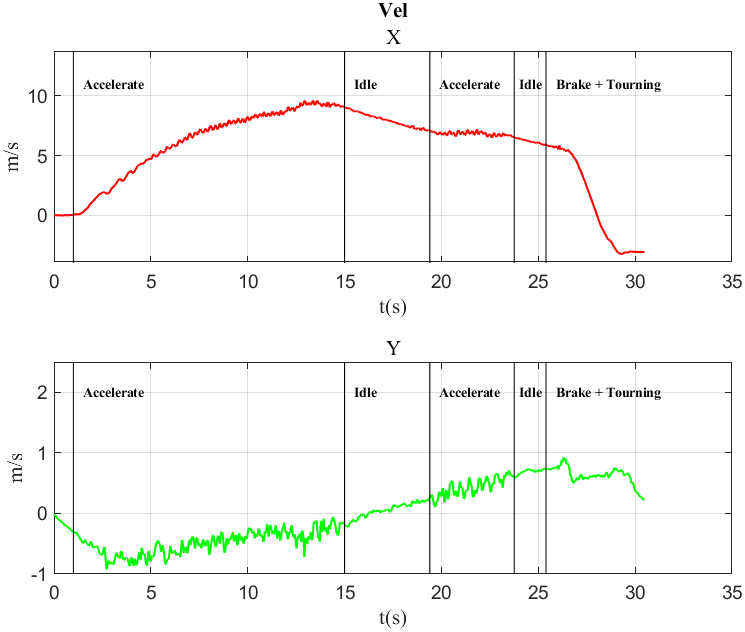 Vel
X
Accelerate Idle Accelerate Idle Brake + Tourning
10
5
0
m/s
0 5 10 15 20 25 30 35
t(s)
Y
Accelerate Idle Accelerate Idle Brake + Tourning
2
1
0
-1
m/s
0 5 10 15 20 25 30 35
t(s)